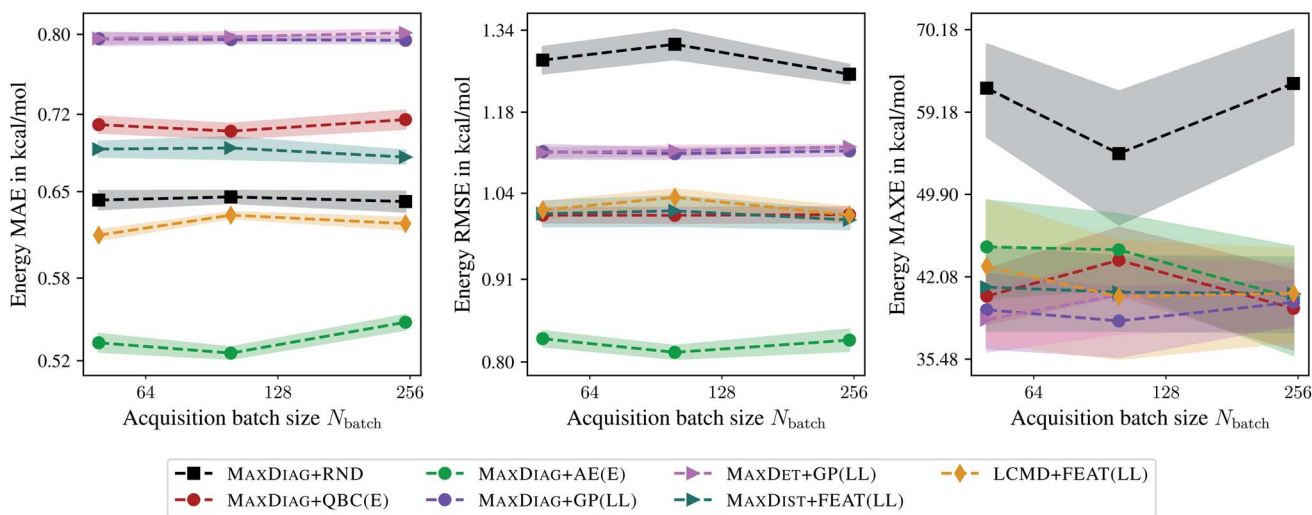 Energy MAE in kcal/mol
0.80
0.72
0.65
0.58
0.52
64
128
256
Acquisition batch size N_batch
Energy RMSE in kcal/mol
1.34
1.18
1.04
0.91
0.80
64
128
256
Acquisition batch size N_batch
Energy MAXE in kcal/mol
70.18
59.18
49.90
42.08
35.48
64
128
256
Acquisition batch size N_batch
MAXDIAG+RND
MAXDIAG+QBC(E)
MAXDIAG+AE(E)
MAXDIAG+GP(LL)
MAXDET+GP(LL)
MAXDIST+FEAT(LL)
LCMD+FEAT(LL)